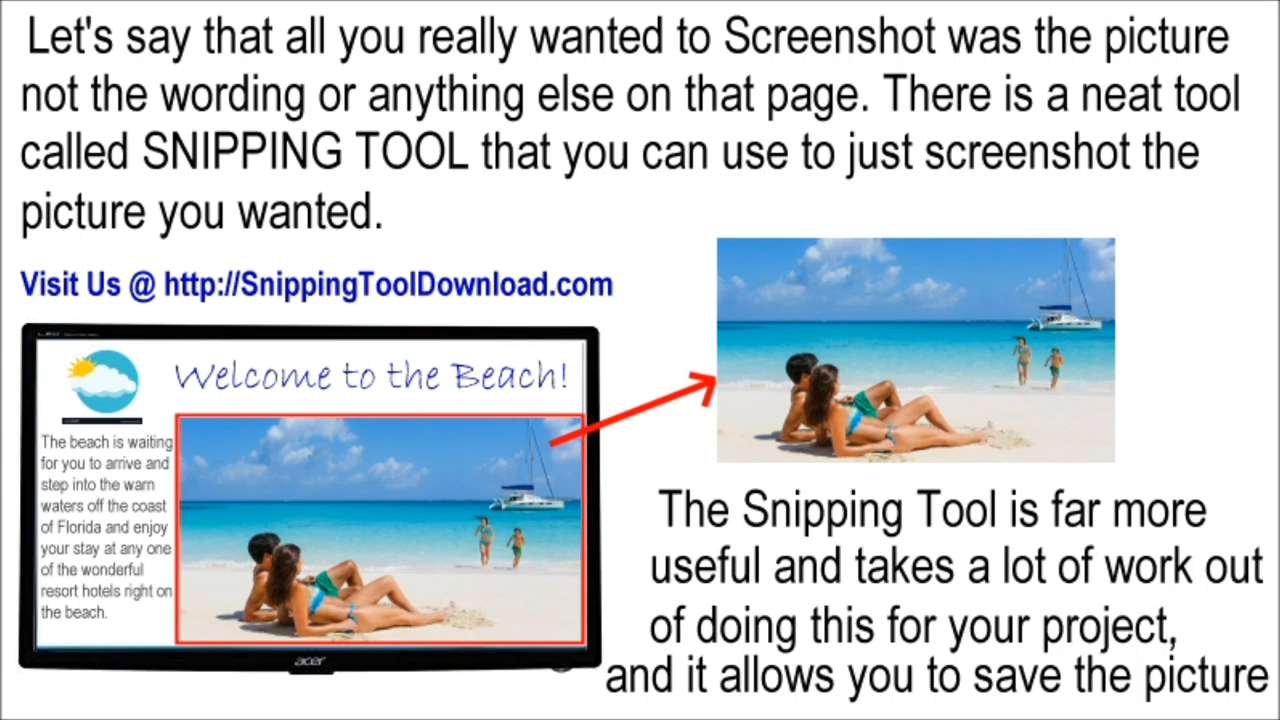 Let's say that all you really wanted to Screenshot was the picture
not the wording or anything else on that page. There is a neat tool
called SNIPPING TOOL that you can use to just screenshot the
picture you wanted.
Visit Us @ http://SnippingToolDownload.com
Welcome to the Beach!
The beach is waiting
for you to arrive and
step into the warn
waters off the coast
of Florida and enjoy
your stay at any one
of the wonderful
resort hotels right on
the beach.
acer
The Snipping Tool is far more
useful and takes a lot of work out
of doing this for your project,
and it allows you to save the picture